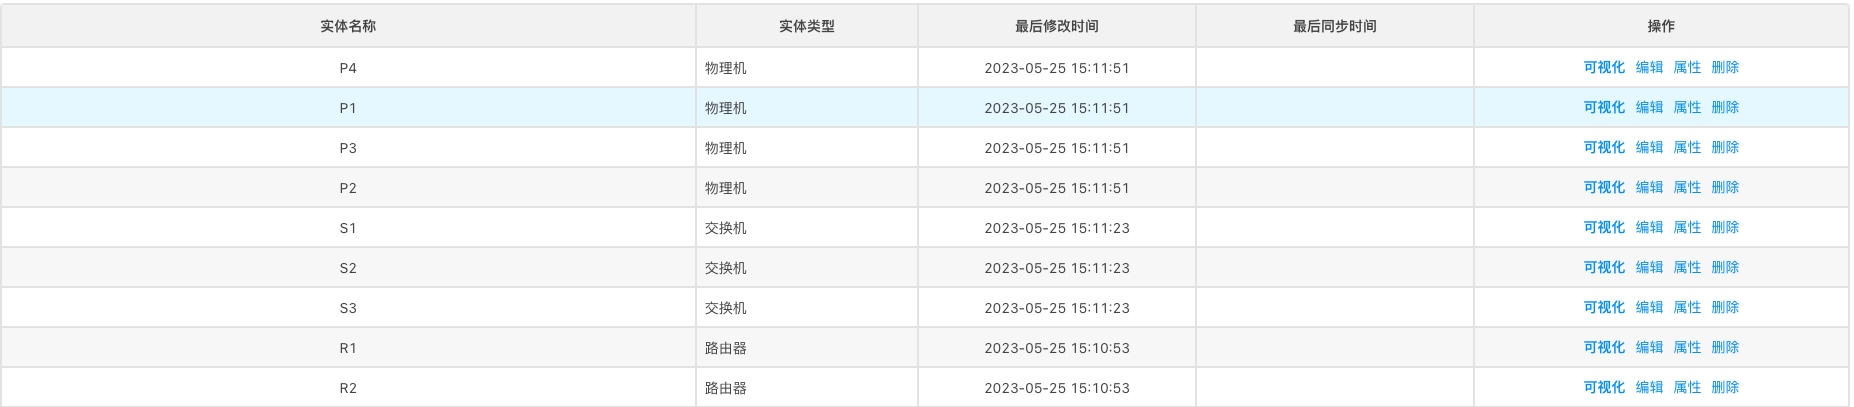 实体名称 实体类型 最后修改时间 最后同步时间 操作
P4 物理机 2023-05-25 15:11:51 可视化 编辑 属性 删除
P1 物理机 2023-05-25 15:11:51 可视化 编辑 属性 删除
P3 物理机 2023-05-25 15:11:51 可视化 编辑 属性 删除
P2 物理机 2023-05-25 15:11:51 可视化 编辑 属性 删除
S1 交换机 2023-05-25 15:11:23 可视化 编辑 属性 删除
S2 交换机 2023-05-25 15:11:23 可视化 编辑 属性 删除
S3 交换机 2023-05-25 15:11:23 可视化 编辑 属性 删除
R1 路由器 2023-05-25 15:10:53 可视化 编辑 属性 删除
R2 路由器 2023-05-25 15:10:53 可视化 编辑 属性 删除